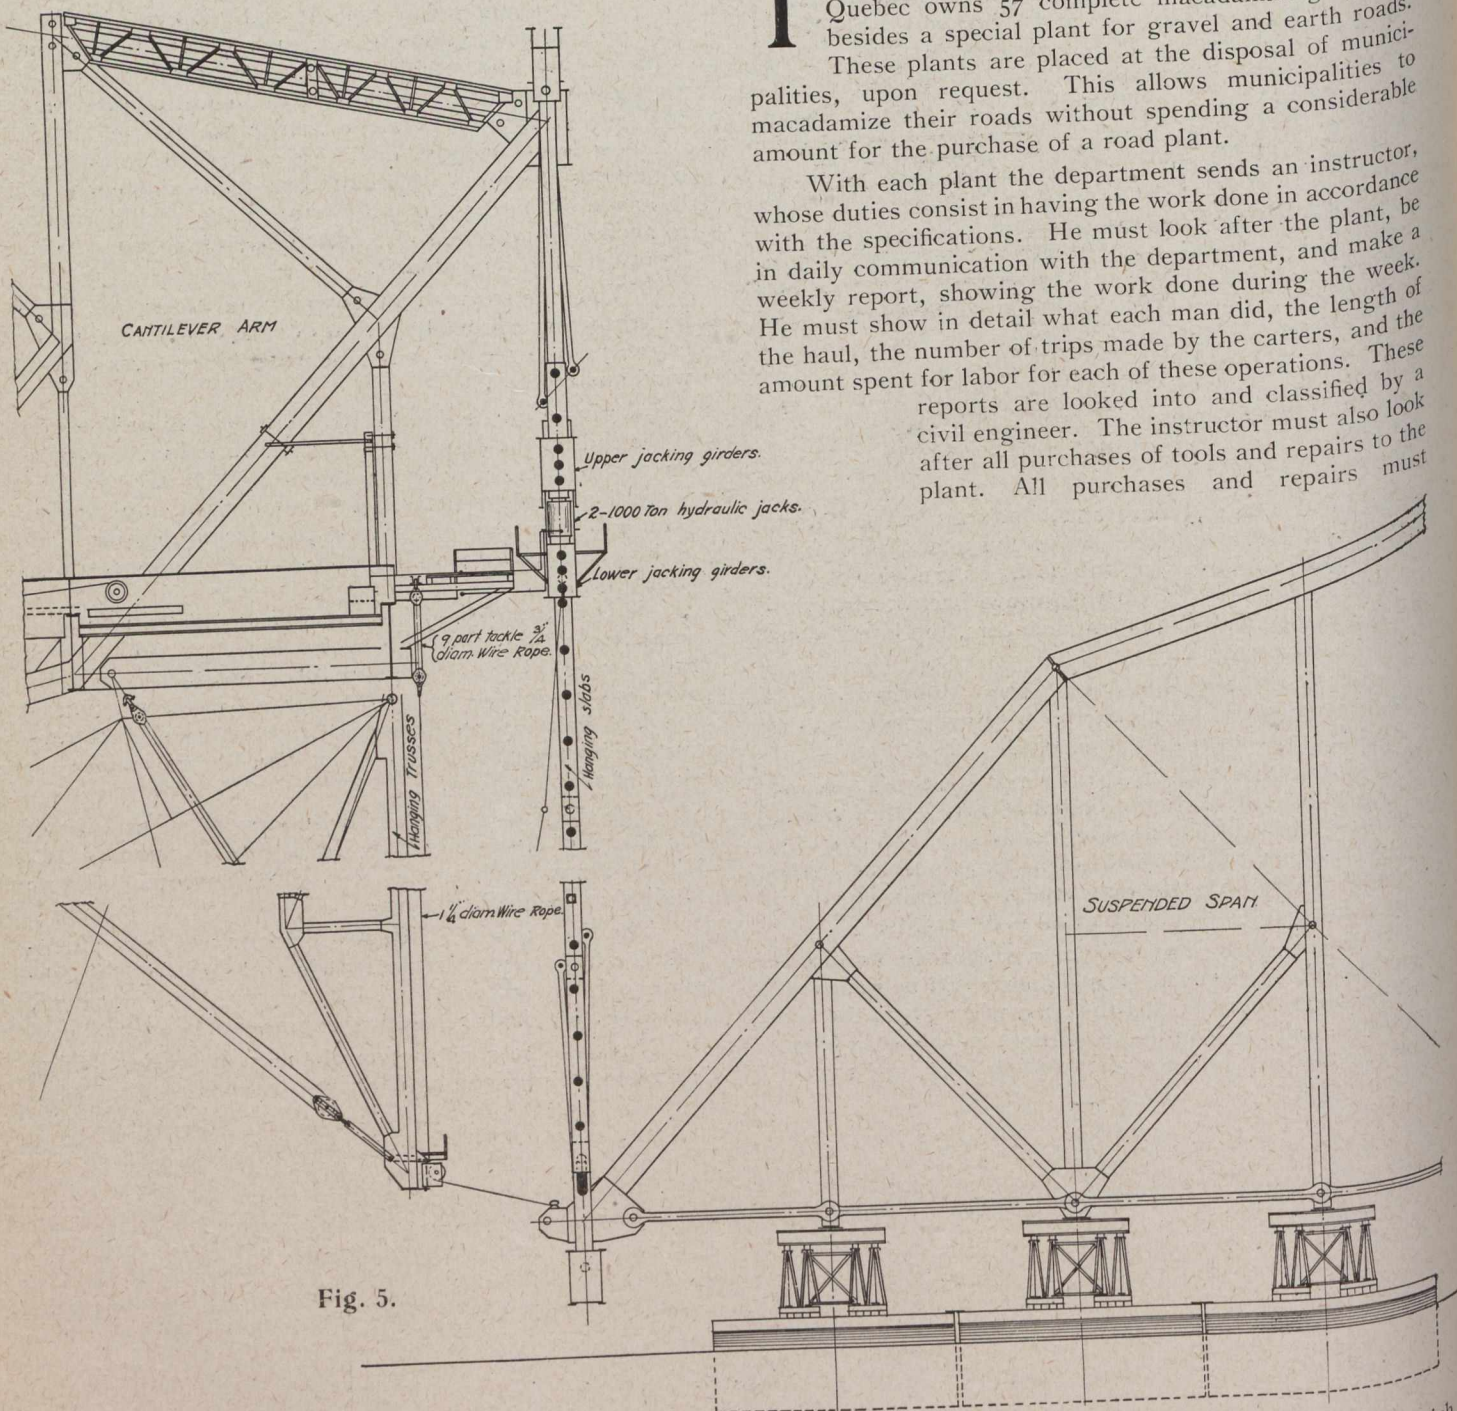 Quebec owns 57 complete
besides a special plant for gravel and earth roads.
These plants are placed at the disposal of munici-
palities, upon request. This allows municipalities to
macadamize their roads without spending a considerable
amount for the purchase of a road plant.
With each plant the department sends an instructor,
whose duties consist in having the work done in accordance
with the specifications. He must look after the plant, be
in daily communication with the department, and make a
weekly report, showing the work done during the week.
He must show in detail what each man did, the length of
the haul, the number of trips made by the carters, and the
amount spent for labor for each of these operations. These
reports are looked into and classified by a
civil engineer. The instructor must also look
after all purchases of tools and repairs to the
plant. All purchases and repairs must
CANTILEVER ARM
Upper jacking girders.
2-1000 Ton hydraulic jacks.
Lower jacking girders.
9 part tackle 3/4"
diam. Wire Rope.
Hanging Trusses
Hanging slabs
1 1/4" diam Wire Rope.
SUSPENDED SPAN
Fig. 5.